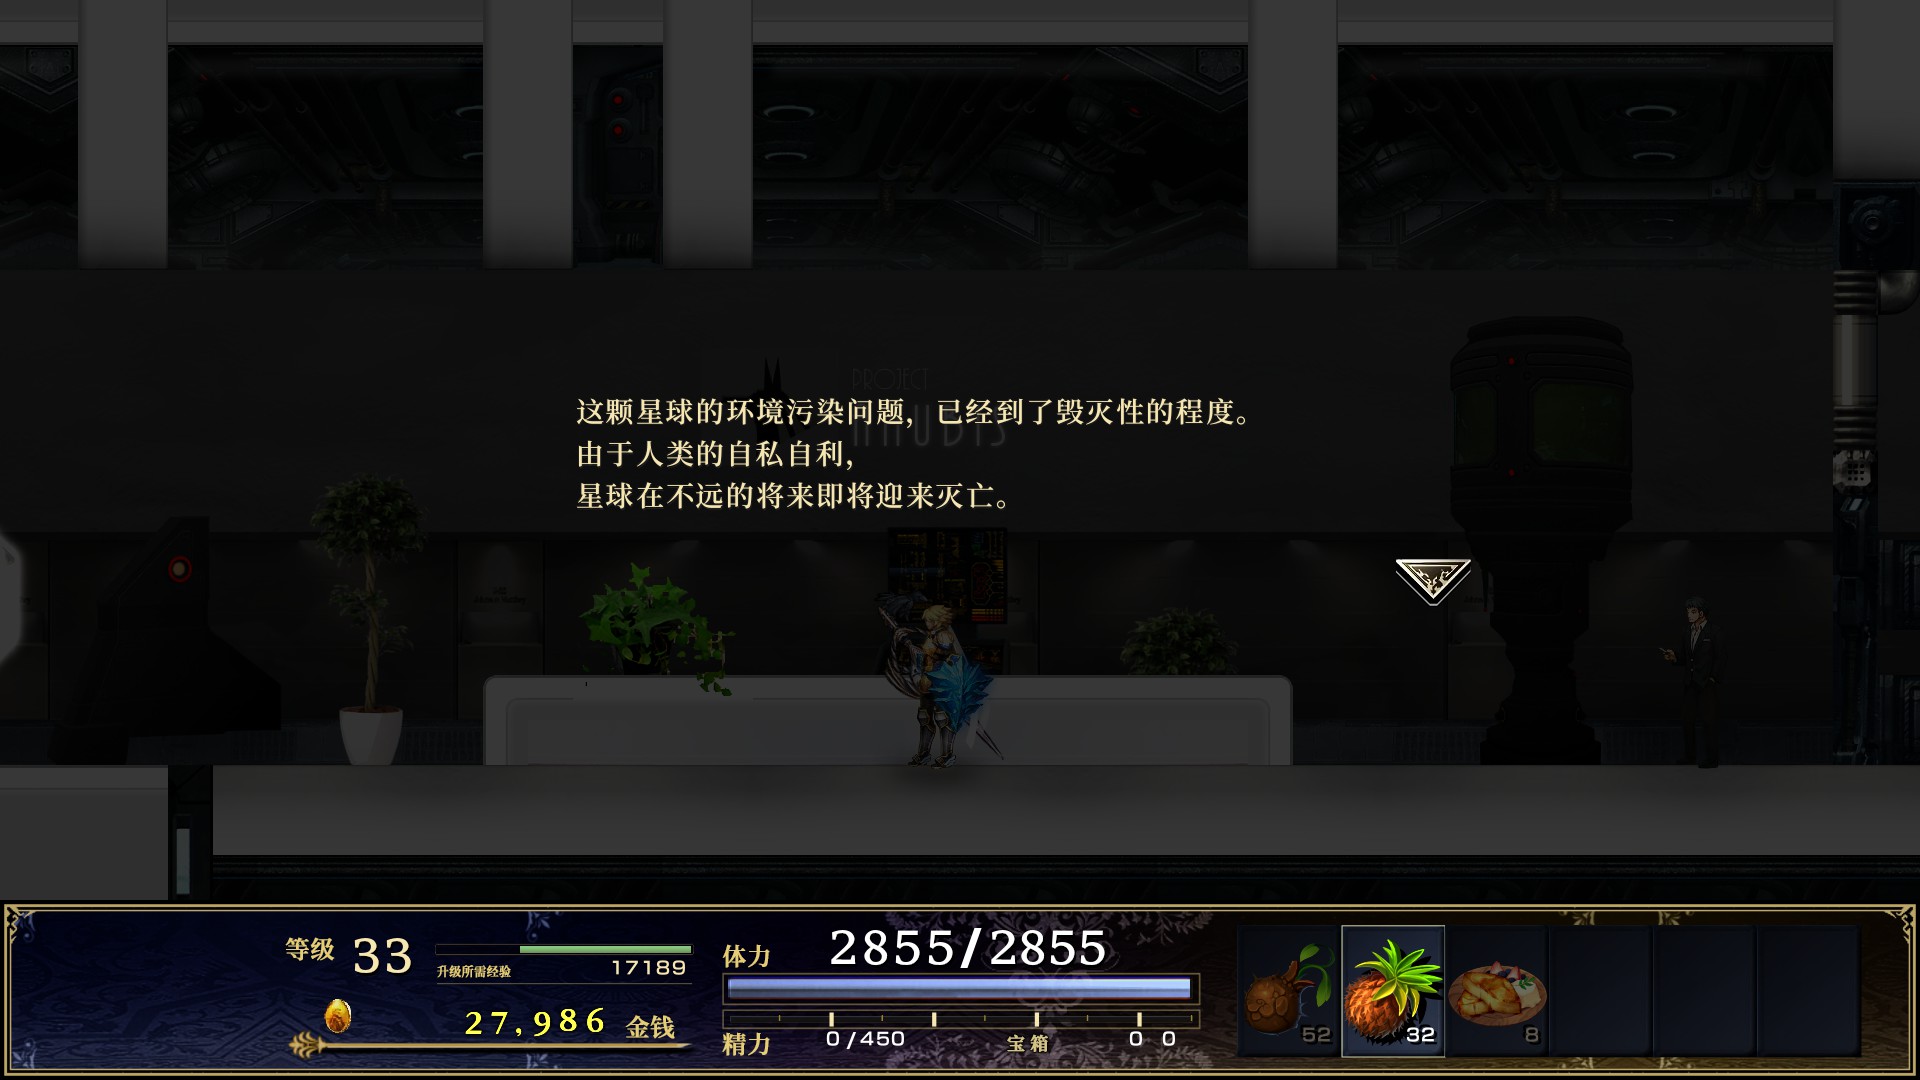 PROJECT
这颗星球的环境污染问题，已经到了毁灭性的程度。
由于人类的自私自利，
星球在不远的将来即将迎来灭亡。
等级 33
升级所需经验 17189
27,986 金钱
体力 2855/2855
精力 0/450 宝箱 0 0
52
32
8